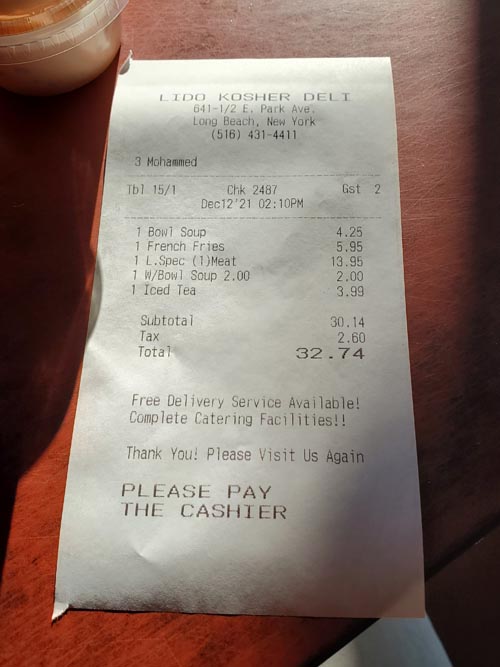 LIDO KOSHER DELI
641-1/2 E. Park Ave.
Long Beach, New York
(516) 431-4411
3 Mohammed
Tbl 15/1 Chk 2487 Gst 2
Dec12'21 02:10PM
1 Bowl Soup 4.25
1 French Fries 5.95
1 L.Spec (1)Meat 13.95
1 W/Bowl Soup 2.00 2.00
1 Iced Tea 3.99
Subtotal 30.14
Tax 2.60
Total 32.74
Free Delivery Service Available!
Complete Catering Facilities!!
Thank You! Please Visit Us Again
PLEASE PAY
THE CASHIER